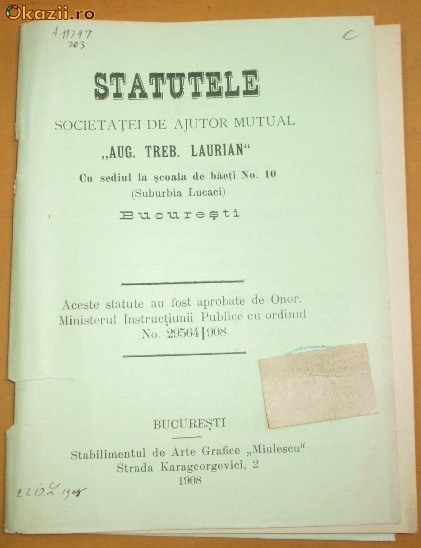 Okazii.ro
A 11797
203
C
STATUTELE
SOCIETAȚEI DE AJUTOR MUTUAL
„AUG. TREB. LAURIAN“
Cu sediul la școala de băeți No. 10
(Suburbia Lucaci)
București
Aceste statute au fost aprobate de Onor.
Ministerul Instrucțiunii Publice cu ordinul
No. 29564|908
BUCUREȘTI
Stabilimentul de Arte Grafice „Miulescu“
Strada Karageorgevici, 2
1908